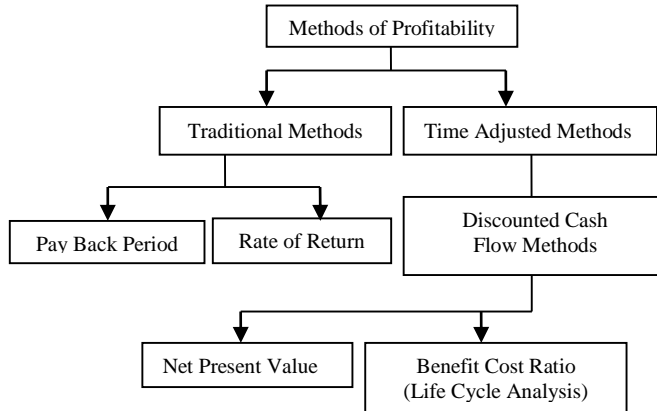 Methods of Profitability
Traditional Methods
Time Adjusted Methods
Pay Back Period
Rate of Return
Discounted Cash
Flow Methods
Net Present Value
Benefit Cost Ratio
(Life Cycle Analysis)